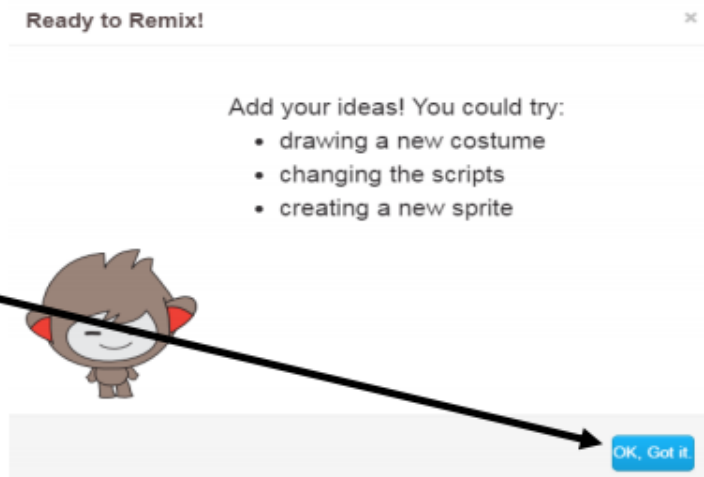 Ready to Remix!
Add your ideas! You could try:
• drawing a new costume
• changing the scripts
• creating a new sprite
OK, Got it.